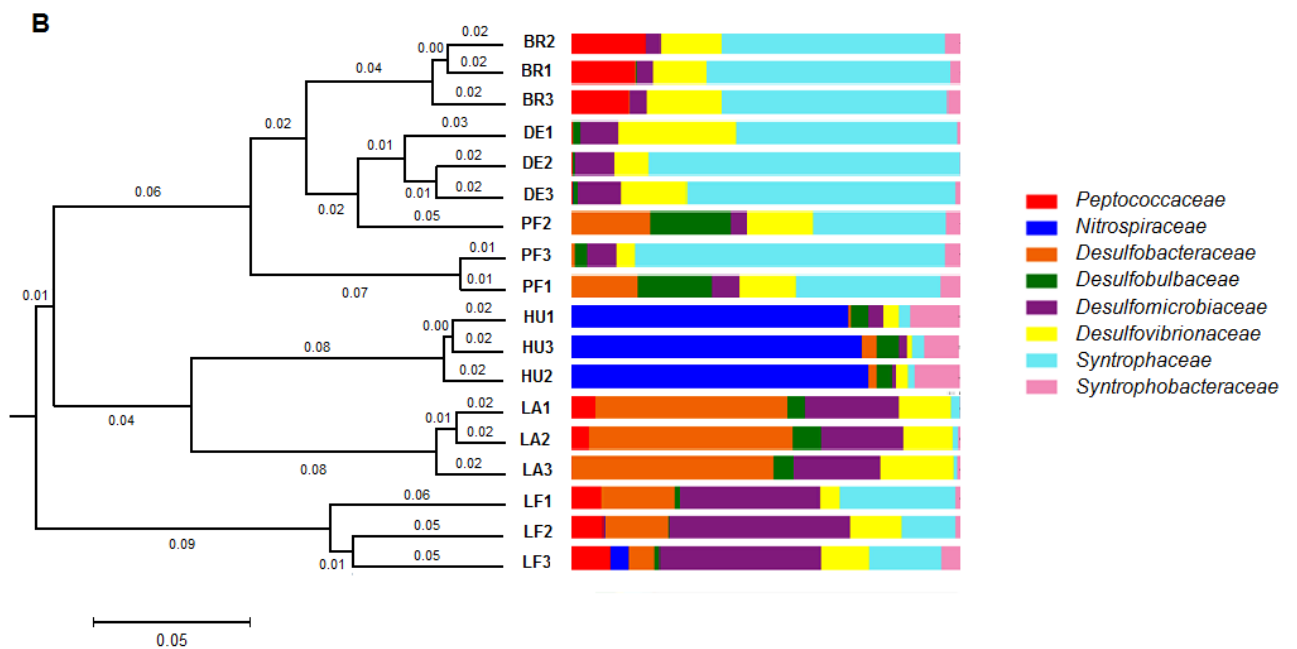 B
0.02
0.00
BR2
0.02
BR1
0.04
0.02
BR3
0.02
0.03
DE1
0.01
0.02
DE2
0.01
0.02
DE3
0.06
0.02
0.05
PF2
0.01
PF3
0.01
PF1
0.07
0.01
0.02
HU1
0.00
0.02
HU3
0.08
0.02
HU2
0.04
0.02
LA1
0.01
0.02
LA2
0.02
LA3
0.08
0.06
LF1
0.05
LF2
0.09
0.01
0.05
LF3
0.05
Peptococcaceae
Nitrospiraceae
Desulfobacteraceae
Desulfobulbaceae
Desulfomicrobiaceae
Desulfovibrionaceae
Syntrophaceae
Syntrophobacteraceae